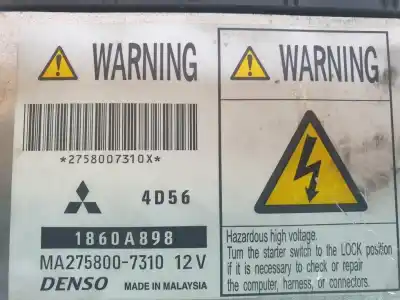 WARNING
*2758007310X*
4D56
1860A898
MA275800-7310 12V
DENSO MADE IN MALAYSIA
WARNING
Hazardous high voltage.
Turn the starter switch to the LOCK position
if it is necessary to check or repair
the computer, harness, or connectors.